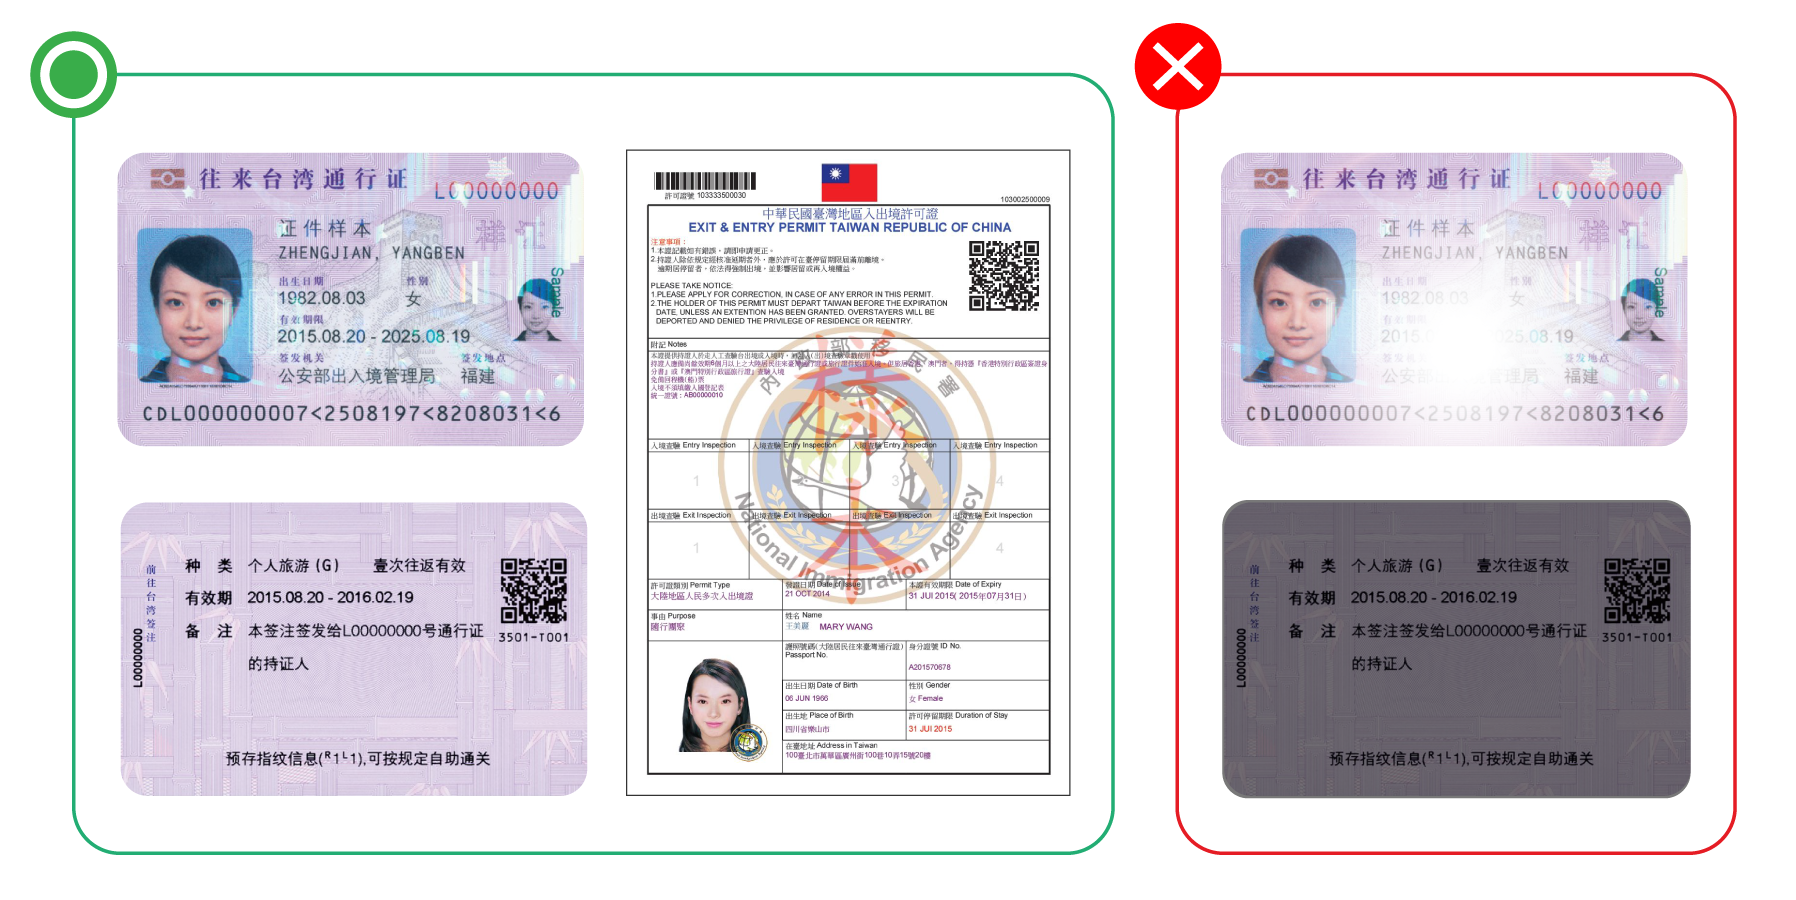 往来台湾通行证
L00000000
证件样本
样证
ZHENGJIAN, YANGBEN
出生日期 性别
1982.08.03 女
Sample
有效期限
2015.08.20 - 2025.08.19
签发机关 签发地点
公安部出入境管理局 福建
CDL000000007<2508197<8208031<6
前往台湾签注
L00000000
种 类 个人旅游 (G) 壹次往返有效
有效期 2015.08.20 - 2016.02.19
备 注 本签注签发给L00000000号通行证
的持证人
3501-T001
预存指纹信息(ᴿ1ᴸ1),可按规定自助通关
許可證號 103333500030
103002500009
中華民國臺灣地區入出境許可證
EXIT & ENTRY PERMIT TAIWAN REPUBLIC OF CHINA
注意事項：
1.本證記載如有錯誤，請即申請更正。
2.持證人除依規定經核准延期者外，應於許可在臺停留期限屆滿前離境。
逾期居停留者，依法得強制出境，並影響居留或再入境權益。
PLEASE TAKE NOTICE:
1.PLEASE APPLY FOR CORRECTION, IN CASE OF ANY ERROR IN THIS PERMIT.
2.THE HOLDER OF THIS PERMIT MUST DEPART TAIWAN BEFORE THE EXPIRATION
DATE, UNLESS AN EXTENTION HAS BEEN GRANTED. OVERSTAYERS WILL BE
DEPORTED AND DENIED THE PRIVILEGE OF RESIDENCE OR REENTRY.
附記 Notes
免備回程機(船)票
人境不須填繳入國登記表
統一證號：AB00000010
內政部移民署
樣本
National Immigration Agency
入境查驗 Entry Inspection 入境查驗 Entry Inspection 入境查驗 Entry Inspection 入境查驗 Entry Inspection
1 3 4
出境查驗 Exit Inspection 出境查驗 Exit Inspection 出境查驗 Exit Inspection 出境查驗 Exit Inspection
1 4
許可證類別 Permit Type 發證日期 Date of Issue 本證有效期限 Date of Expiry
大陸地區人民多次入出境證 21 OCT 2014 31 JUl 2015( 2015年07月31日)
事由 Purpose 姓名 Name
隨行團聚 王美麗 MARY WANG
護照號碼(大陸居民往來臺灣通行證) 身分證號 ID No.
Passport No.
A201570678
出生日期 Date of Birth 性別 Gender
06 JUN 1966 女 Female
出生地 Place of Birth 許可停留期限 Duration of Stay
四川省樂山市 31 JUl 2015
在臺地址 Address in Taiwan
100臺北市萬華區廣州街100巷10弄15號20樓
往来台湾通行证
L00000000
证件样本
样证
ZHENGJIAN, YANGBEN
出生日期 性别
1982.08.03 女
Sample
有效期
2015. 025.08.19
签发机 签发地点
公安部 管理局 福建
CDL000000007<2508197<8208031<6
前往台湾签注
L00000000
种 类 个人旅游 (G) 壹次往返有效
有效期 2015.08.20 - 2016.02.19
备 注 本签注签发给L00000000号通行证
的持证人
3501-T001
预存指纹信息(ᴿ1ᴸ1),可按规定自助通关